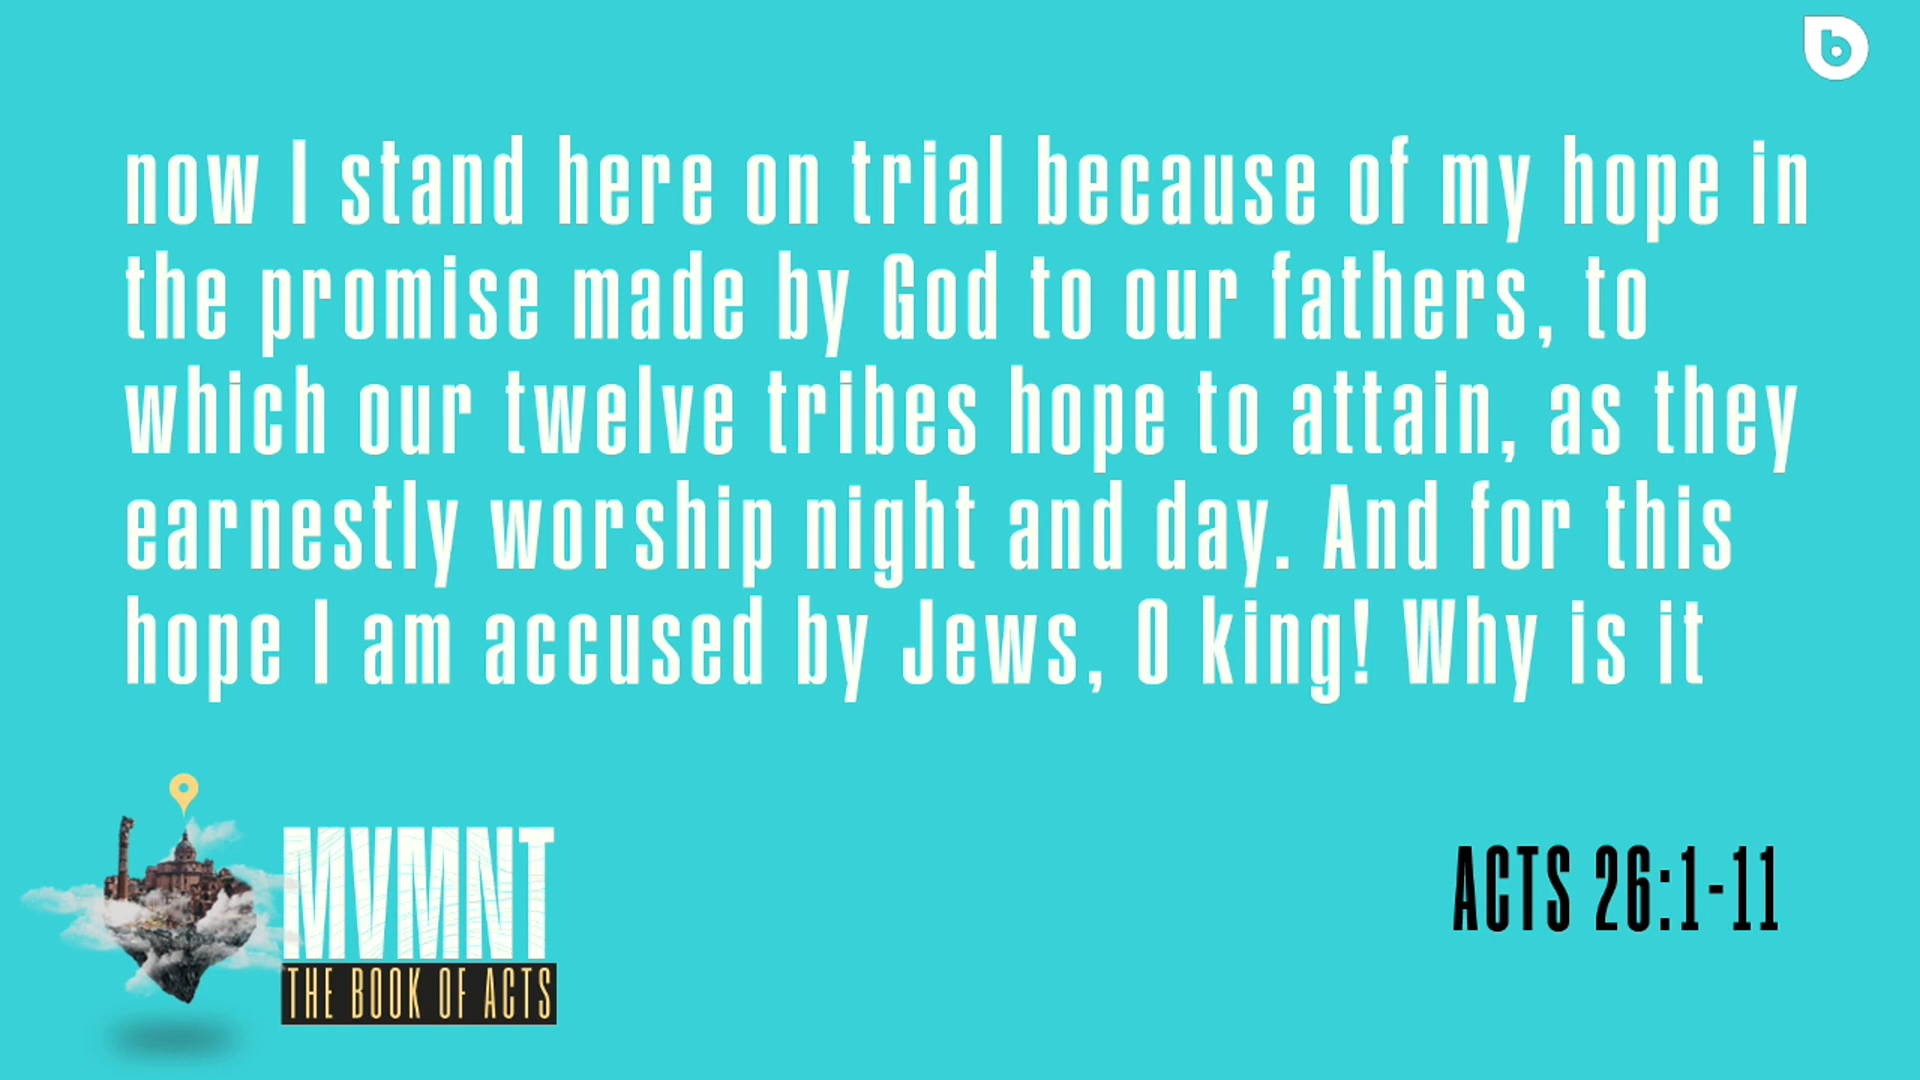 b
now I stand here on trial because of my hope in
the promise made by God to our fathers, to
which our twelve tribes hope to attain, as they
earnestly worship night and day. And for this
hope I am accused by Jews, O king! Why is it
MVMNT
THE BOOK OF ACTS
ACTS 26:1-11